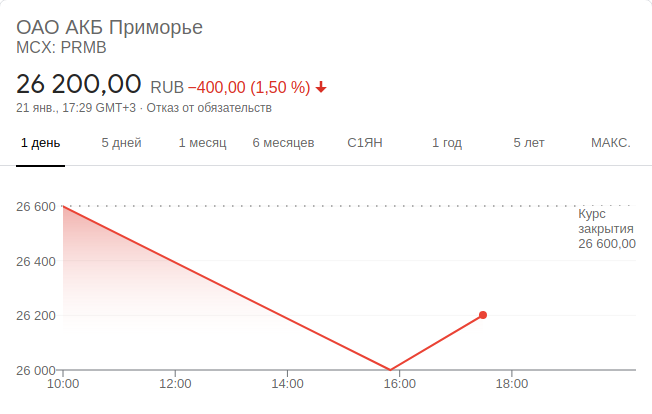 ОАО АКБ Приморье
MCX: PRMB
26 200,00 RUB −400,00 (1,50 %)
21 янв., 17:29 GMT+3 · Отказ от обязательств
1 день 5 дней 1 месяц 6 месяцев С1ЯН 1 год 5 лет МАКС.
26 600
Курс
закрытия
26 600,00
26 400
26 200
26 000
10:00 12:00 14:00 16:00 18:00